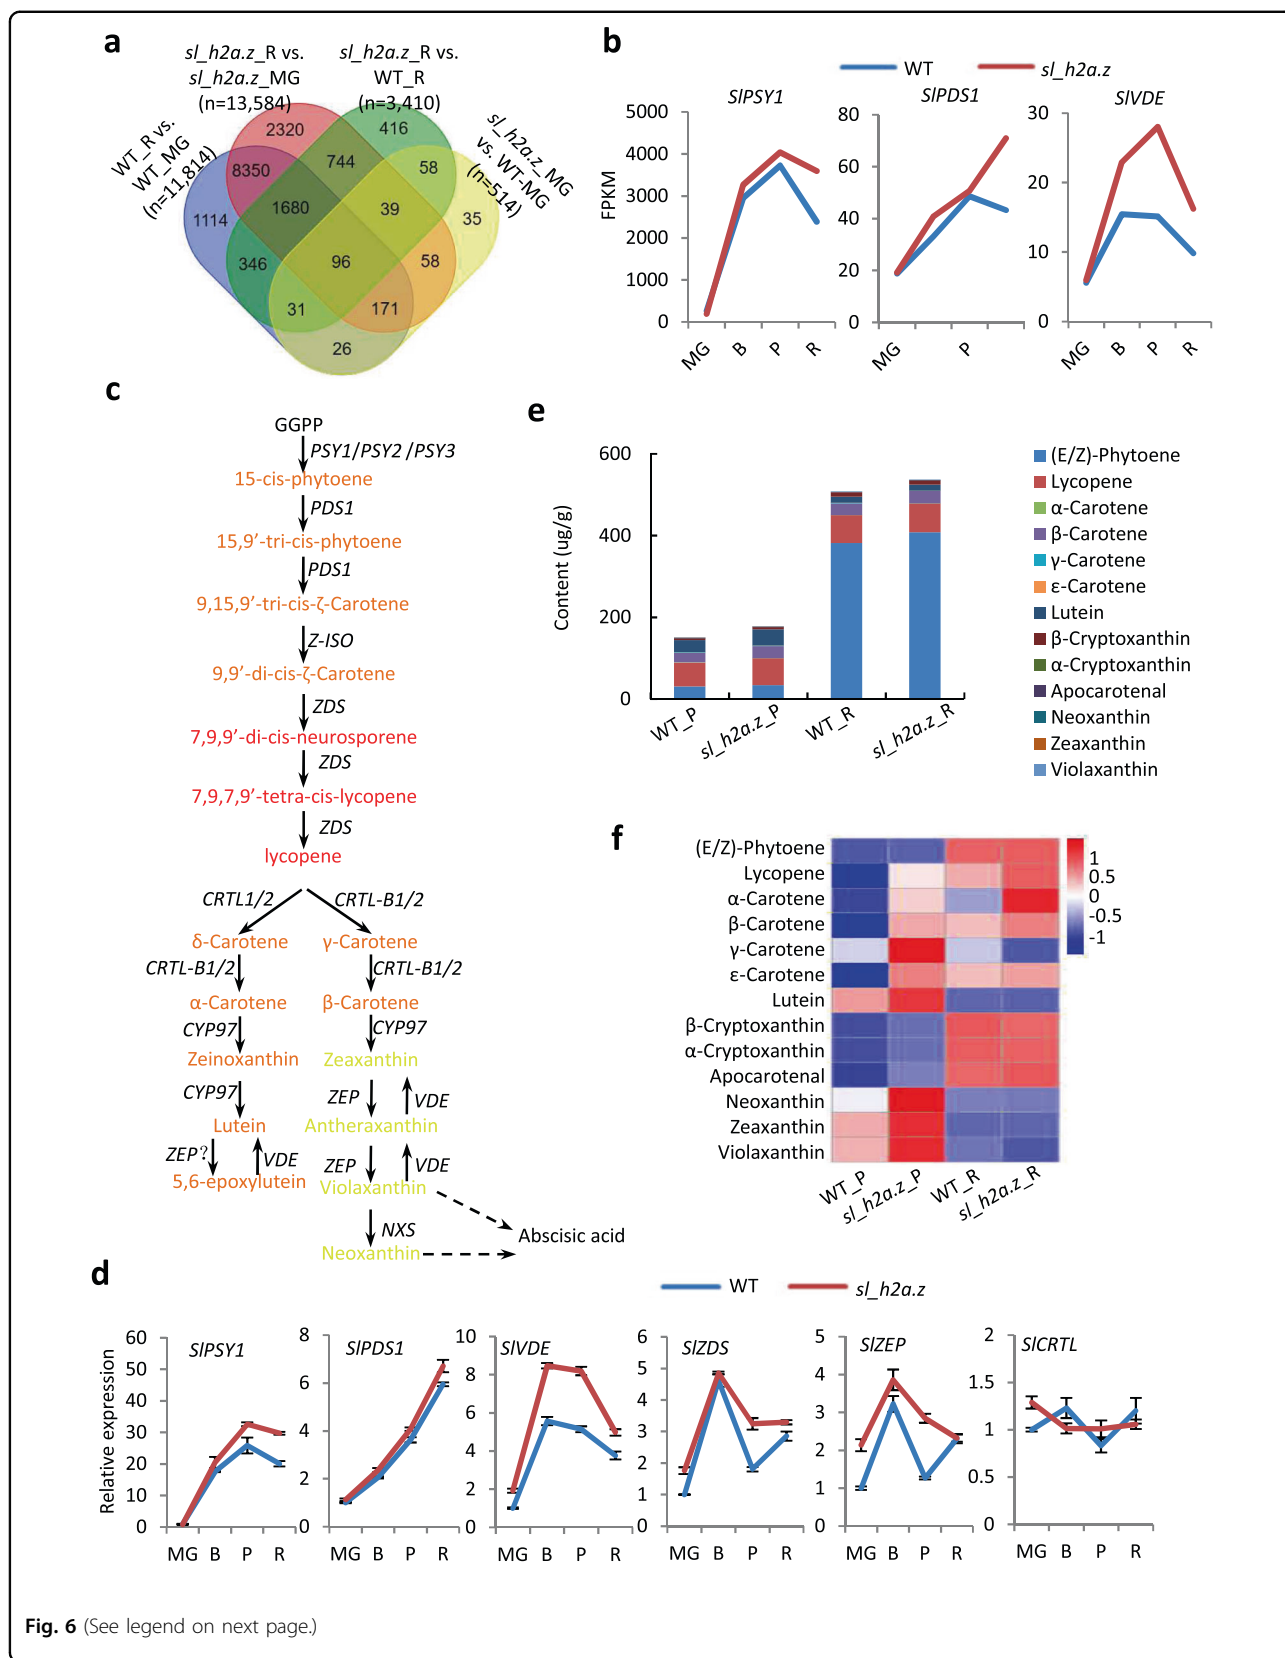 a
sl_h2a.z_R vs.
sl_h2a.z_MG
(n=13,584)
sl_h2a.z_R vs.
WT_R
(n=3,410)
WT_R vs.
WT_MG
(n=11,814)
sl_h2a.z_MG
vs. WT-MG
(n=514)
2320
416
8350
744
58
1114
1680
39
35
346
96
58
31
171
26
b
WT
sl_h2a.z
SlPSY1
SlPDS1
SlVDE
FPKM
5000
4000
3000
2000
1000
0
MG
B
P
R
80
60
40
20
0
MG
P
30
20
10
0
MG
B
P
R
c
GGPP
PSY1/PSY2 /PSY3
15-cis-phytoene
PDS1
15,9′-tri-cis-phytoene
PDS1
9,15,9′-tri-cis-ζ-Carotene
Z-ISO
9,9′-di-cis-ζ-Carotene
ZDS
7,9,9′-di-cis-neurosporene
ZDS
7,9,7,9′-tetra-cis-lycopene
ZDS
lycopene
CRTL1/2
CRTL-B1/2
δ-Carotene
γ-Carotene
CRTL-B1/2
CRTL-B1/2
α-Carotene
β-Carotene
CYP97
CYP97
Zeinoxanthin
Zeaxanthin
CYP97
ZEP
VDE
Lutein
Antheraxanthin
ZEP?
VDE
ZEP
VDE
5,6-epoxylutein
Violaxanthin
NXS
Abscisic acid
Neoxanthin
e
Content (ug/g)
600
400
200
0
WT_P
sl_h2a.z_P
WT_R
sl_h2a.z_R
(E/Z)-Phytoene
Lycopene
α-Carotene
β-Carotene
γ-Carotene
ε-Carotene
Lutein
β-Cryptoxanthin
α-Cryptoxanthin
Apocarotenal
Neoxanthin
Zeaxanthin
Violaxanthin
f
(E/Z)-Phytoene
Lycopene
α-Carotene
β-Carotene
γ-Carotene
ε-Carotene
Lutein
β-Cryptoxanthin
α-Cryptoxanthin
Apocarotenal
Neoxanthin
Zeaxanthin
Violaxanthin
1
0.5
0
-0.5
-1
WT_P
sl_h2a.z_P
WT_R
sl_h2a.z_R
d
WT
sl_h2a.z
Relative expression
SlPSY1
60
50
40
30
20
10
0
MG B P R
SlPDS1
8
6
4
2
0
MG B P R
SlVDE
10
8
6
4
2
0
MG B P R
SlZDS
6
5
4
3
2
1
0
MG B P R
SlZEP
5
4
3
2
1
0
MG B P R
SlCRTL
2
1.5
1
0.5
0
MG B P R
Fig. 6 (See legend on next page.)